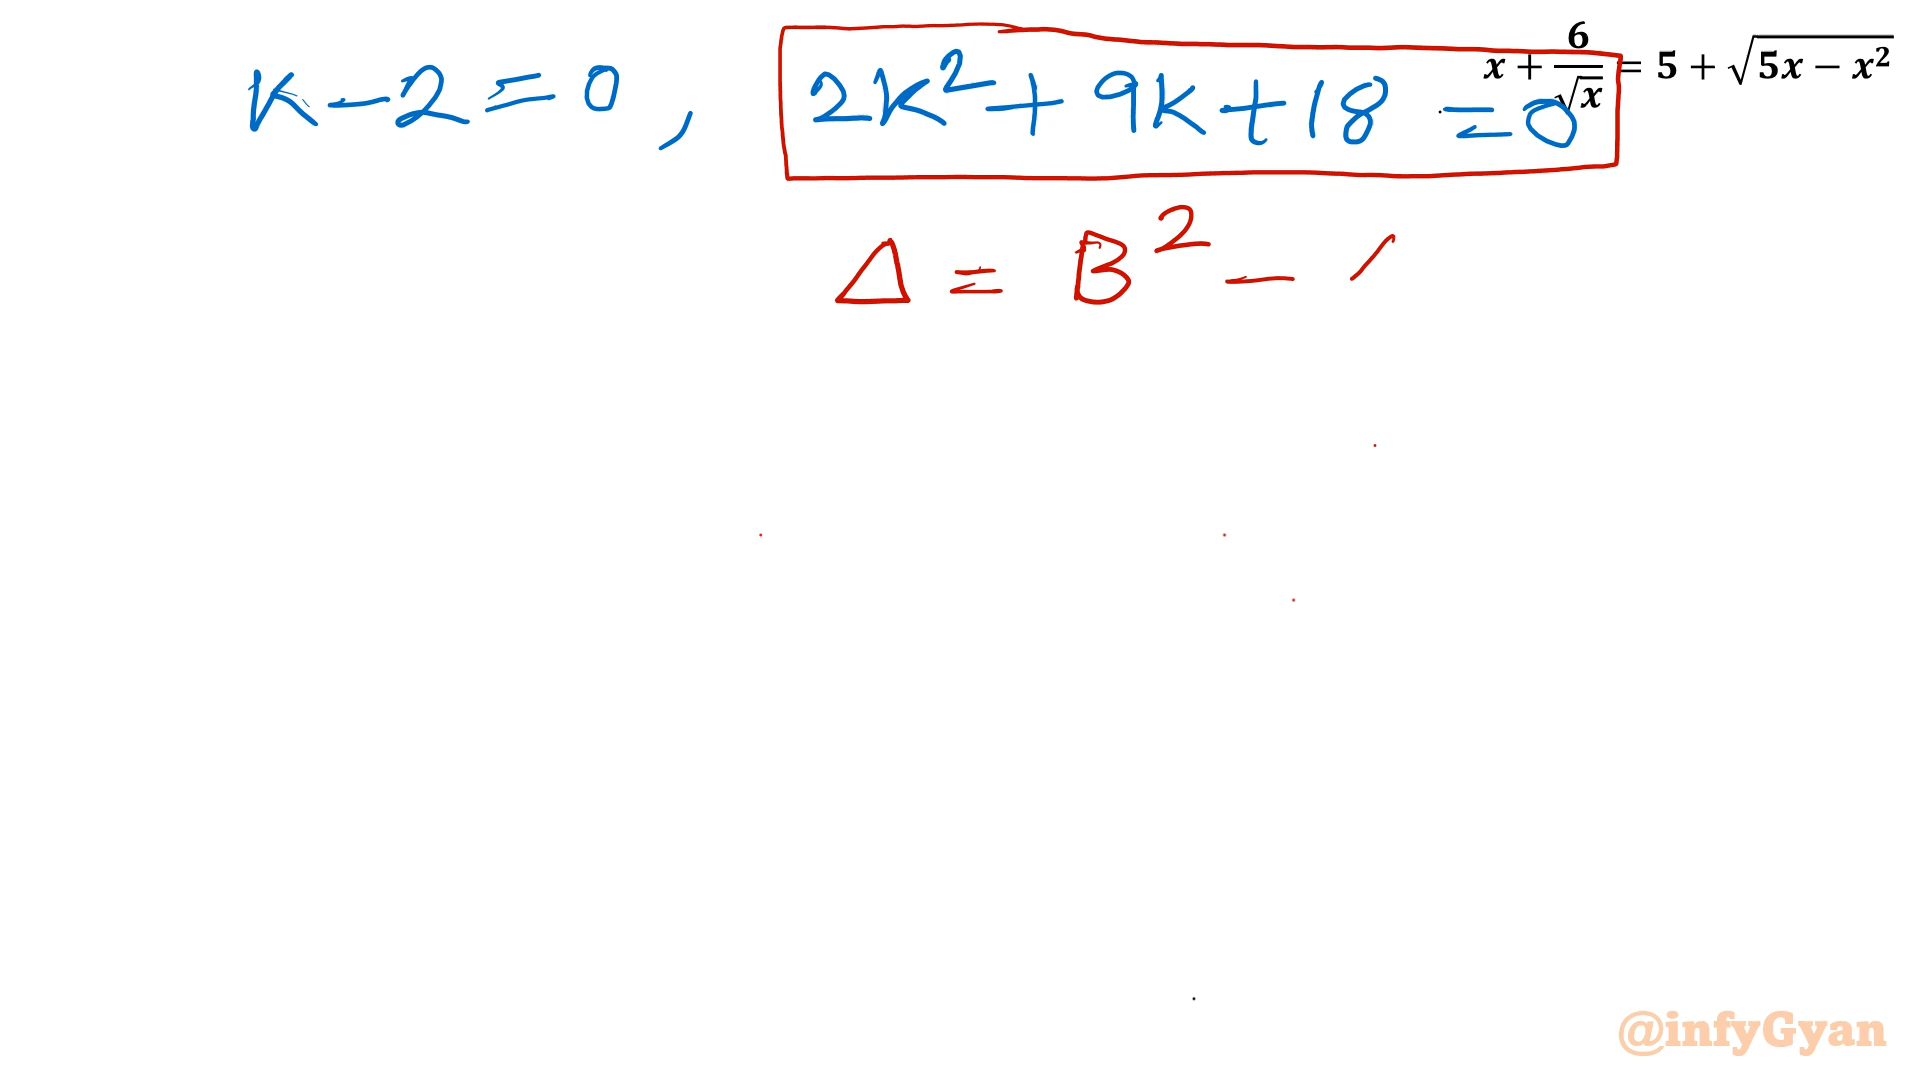 x + 6/√x = 5 + √(5x − x²)
K − 2 = 0 , 2K² + 9K + 18 = 0
Δ = B² −
@infyGyan